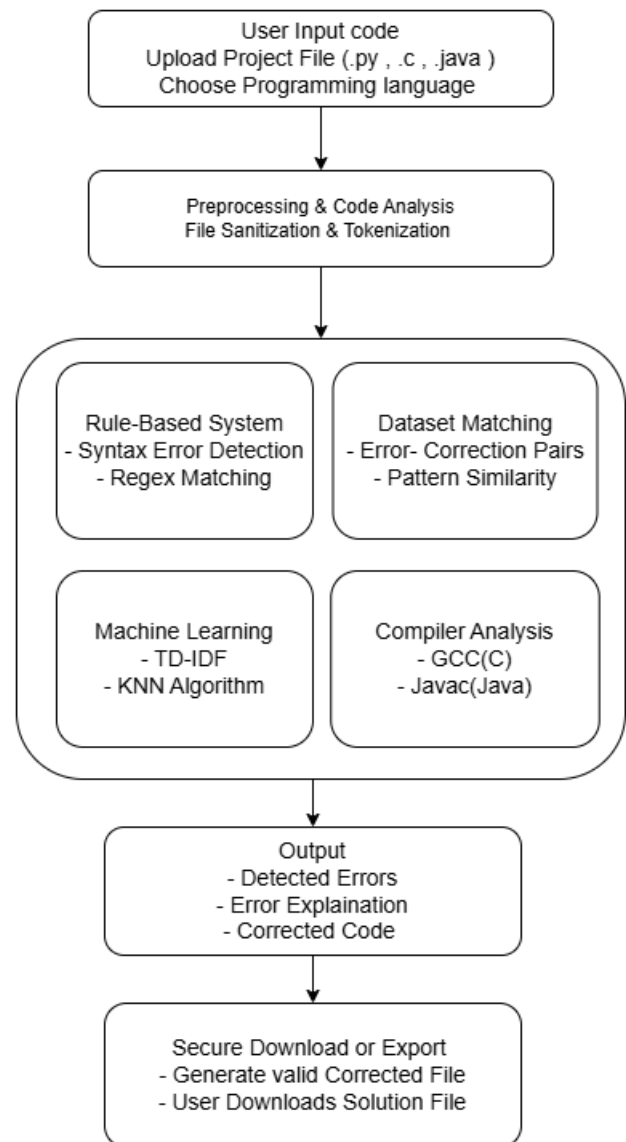 User Input code
Upload Project File (.py , .c , .java )
Choose Programming language
Preprocessing & Code Analysis
File Sanitization & Tokenization
Rule-Based System
- Syntax Error Detection
- Regex Matching
Dataset Matching
- Error- Correction Pairs
- Pattern Similarity
Machine Learning
- TD-IDF
- KNN Algorithm
Compiler Analysis
- GCC(C)
- Javac(Java)
Output
- Detected Errors
- Error Explaination
- Corrected Code
Secure Download or Export
- Generate valid Corrected File
- User Downloads Solution File